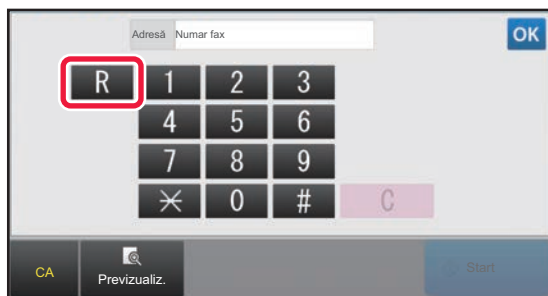 Adresă Numar fax OK
R 1 2 3
4 5 6
7 8 9
* 0 # C
CA Previzualiz. Start